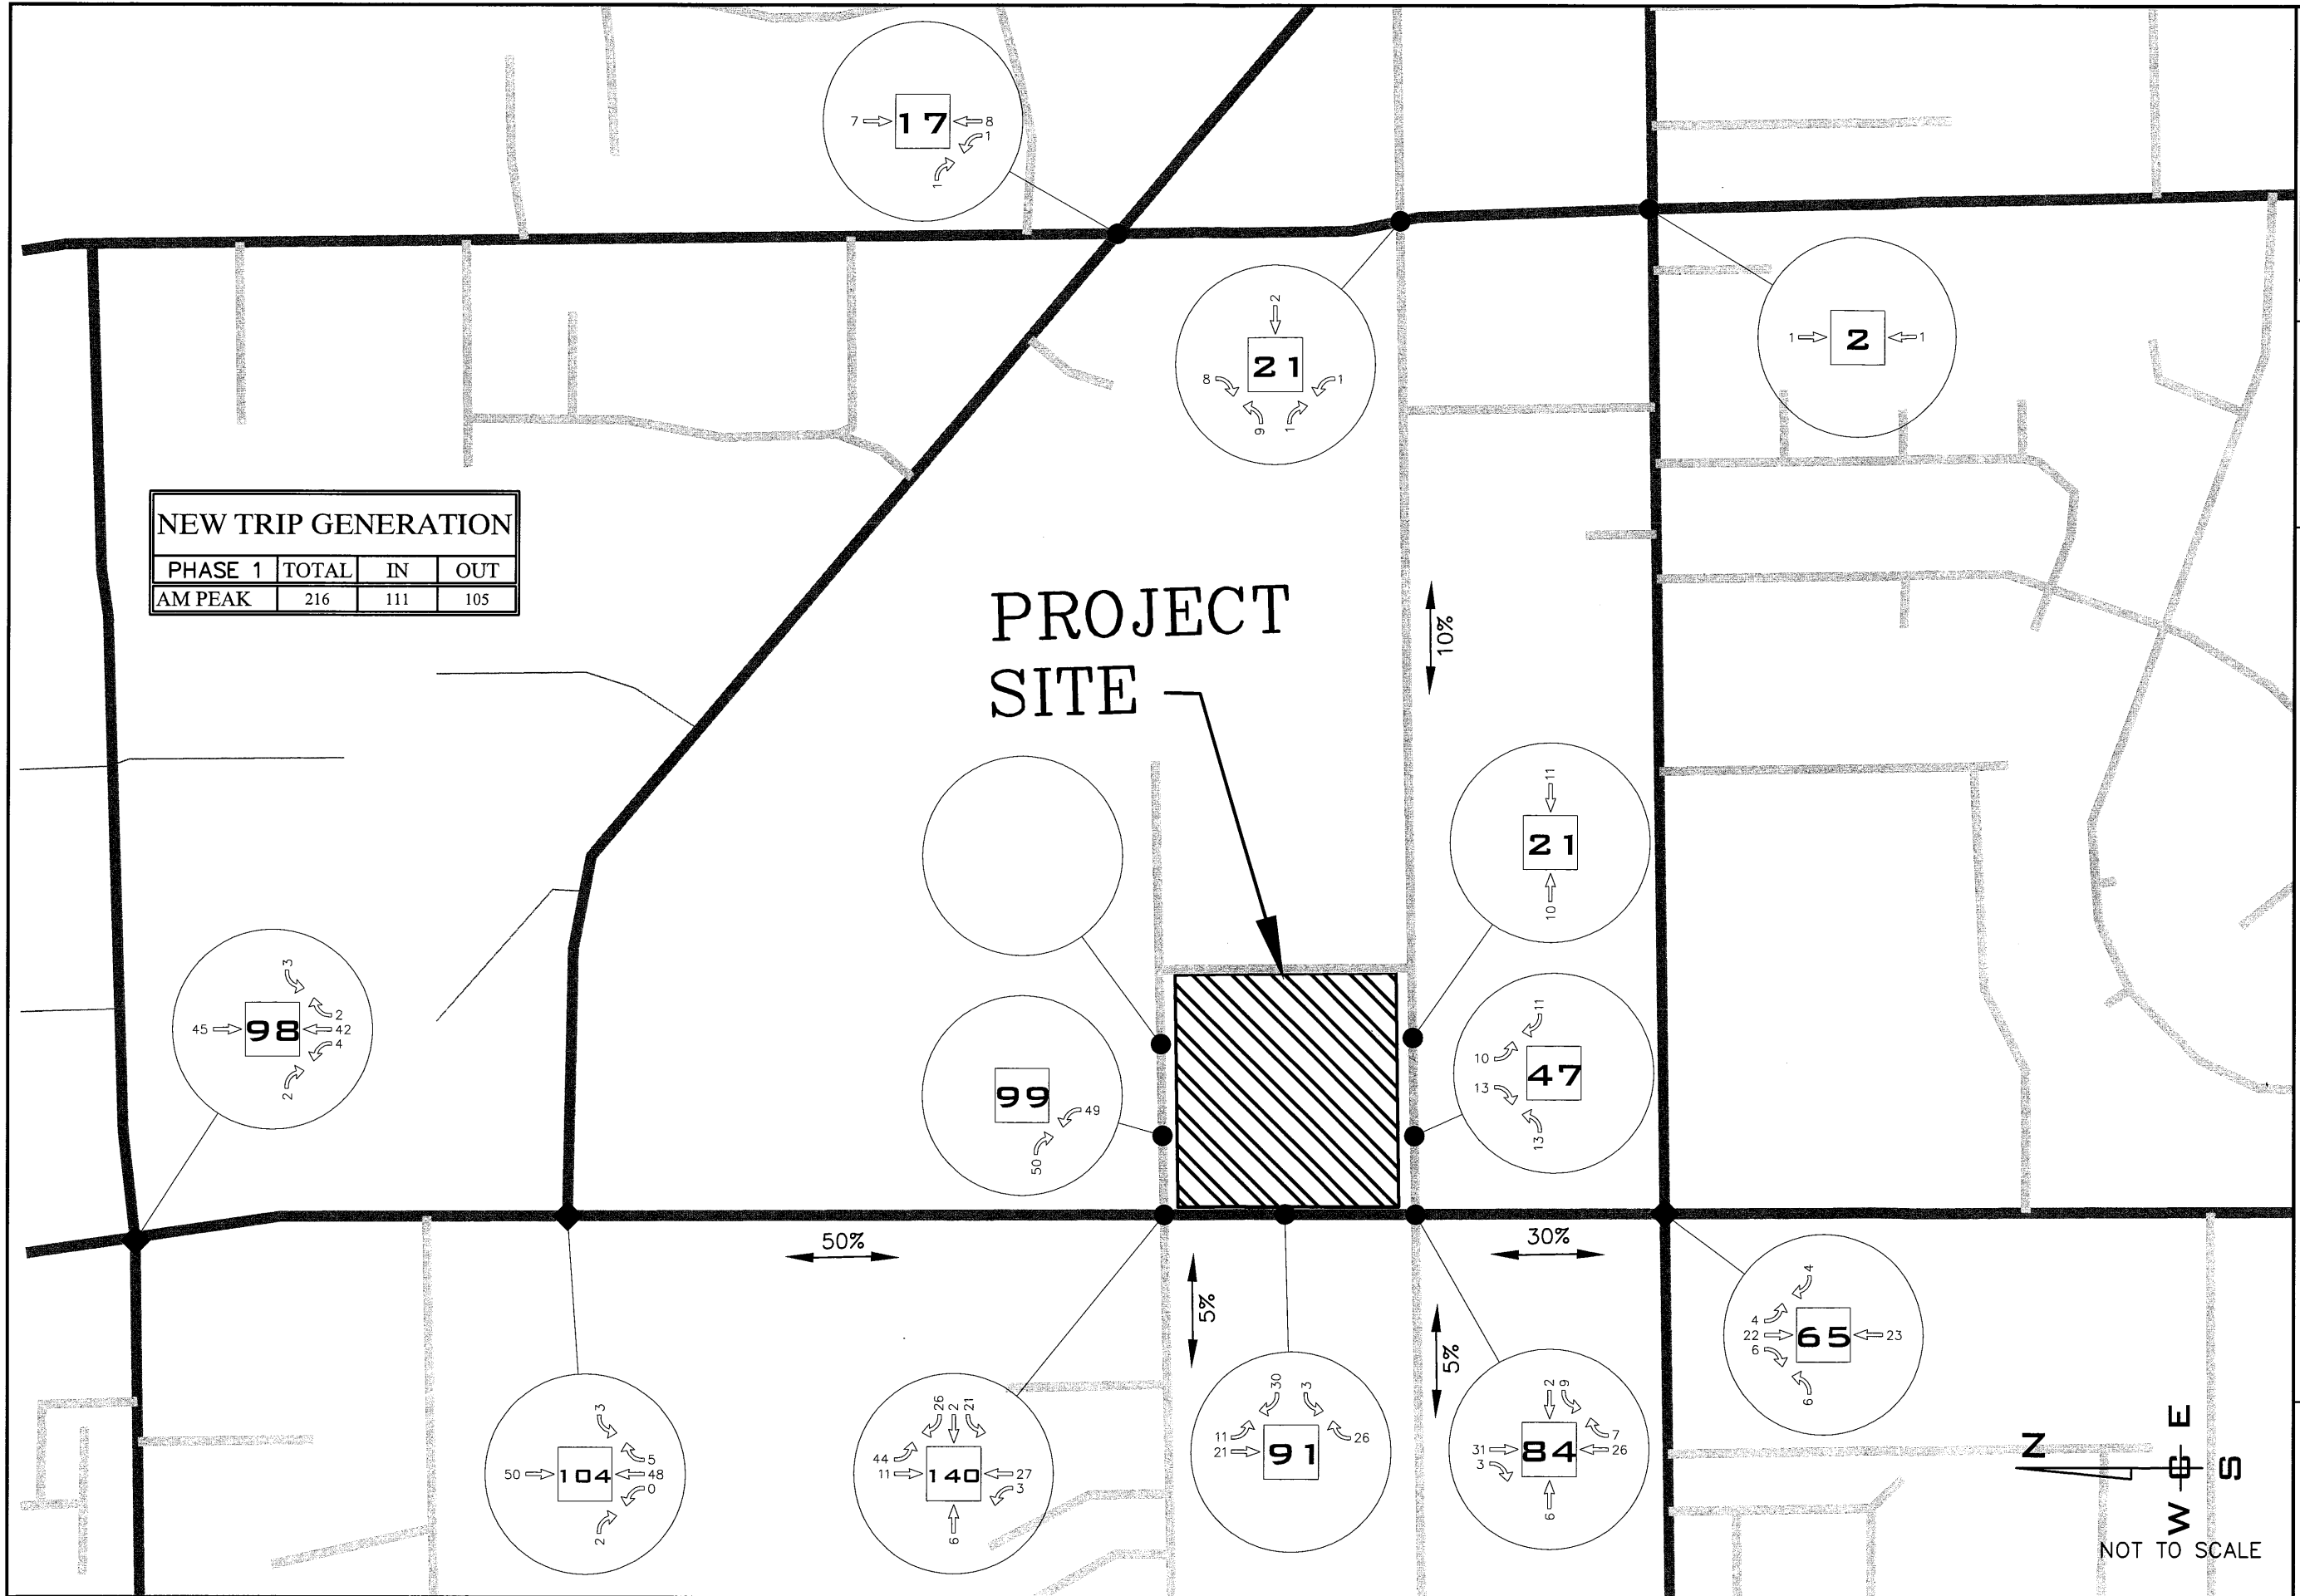 7 17 8
1
1
2
21
8 1
9 1
1 2 1
NEW TRIP GENERATION
PHASE 1 TOTAL IN OUT
AM PEAK 216 111 105
PROJECT
SITE
10%
11
21
10
3
2
45 98 42
4
2
99
49
50
11
10
47
13
13
50%
30%
5%
5%
3
5
50 104 48
0
2
26 2 21
44
11 140 27
3
6
30 3
11 26
21 91
2 9
7
31 84 26
3
6
4
4
22 65 23
6
6
N
E
W
S
NOT TO SCALE